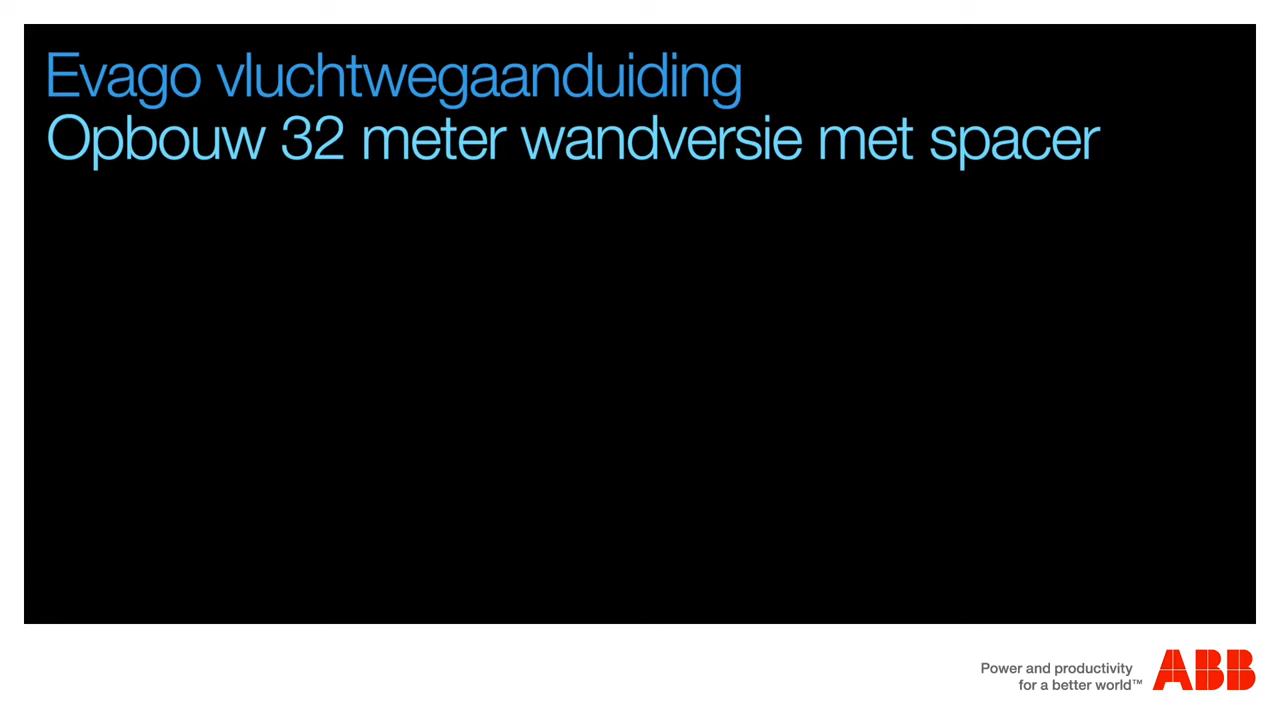 Evago vluchtwegaanduiding
Opbouw 32 meter wandversie met spacer
Power and productivity
for a better world™
ABB